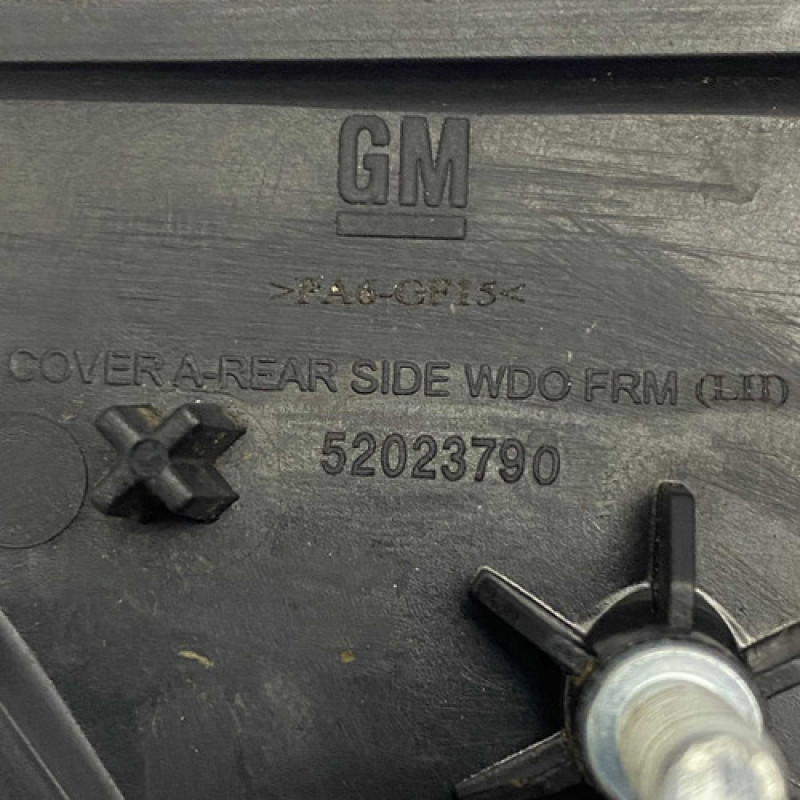 GM
>PA6-GF15<
COVER A-REAR SIDE WDO FRM (LH)
52023790